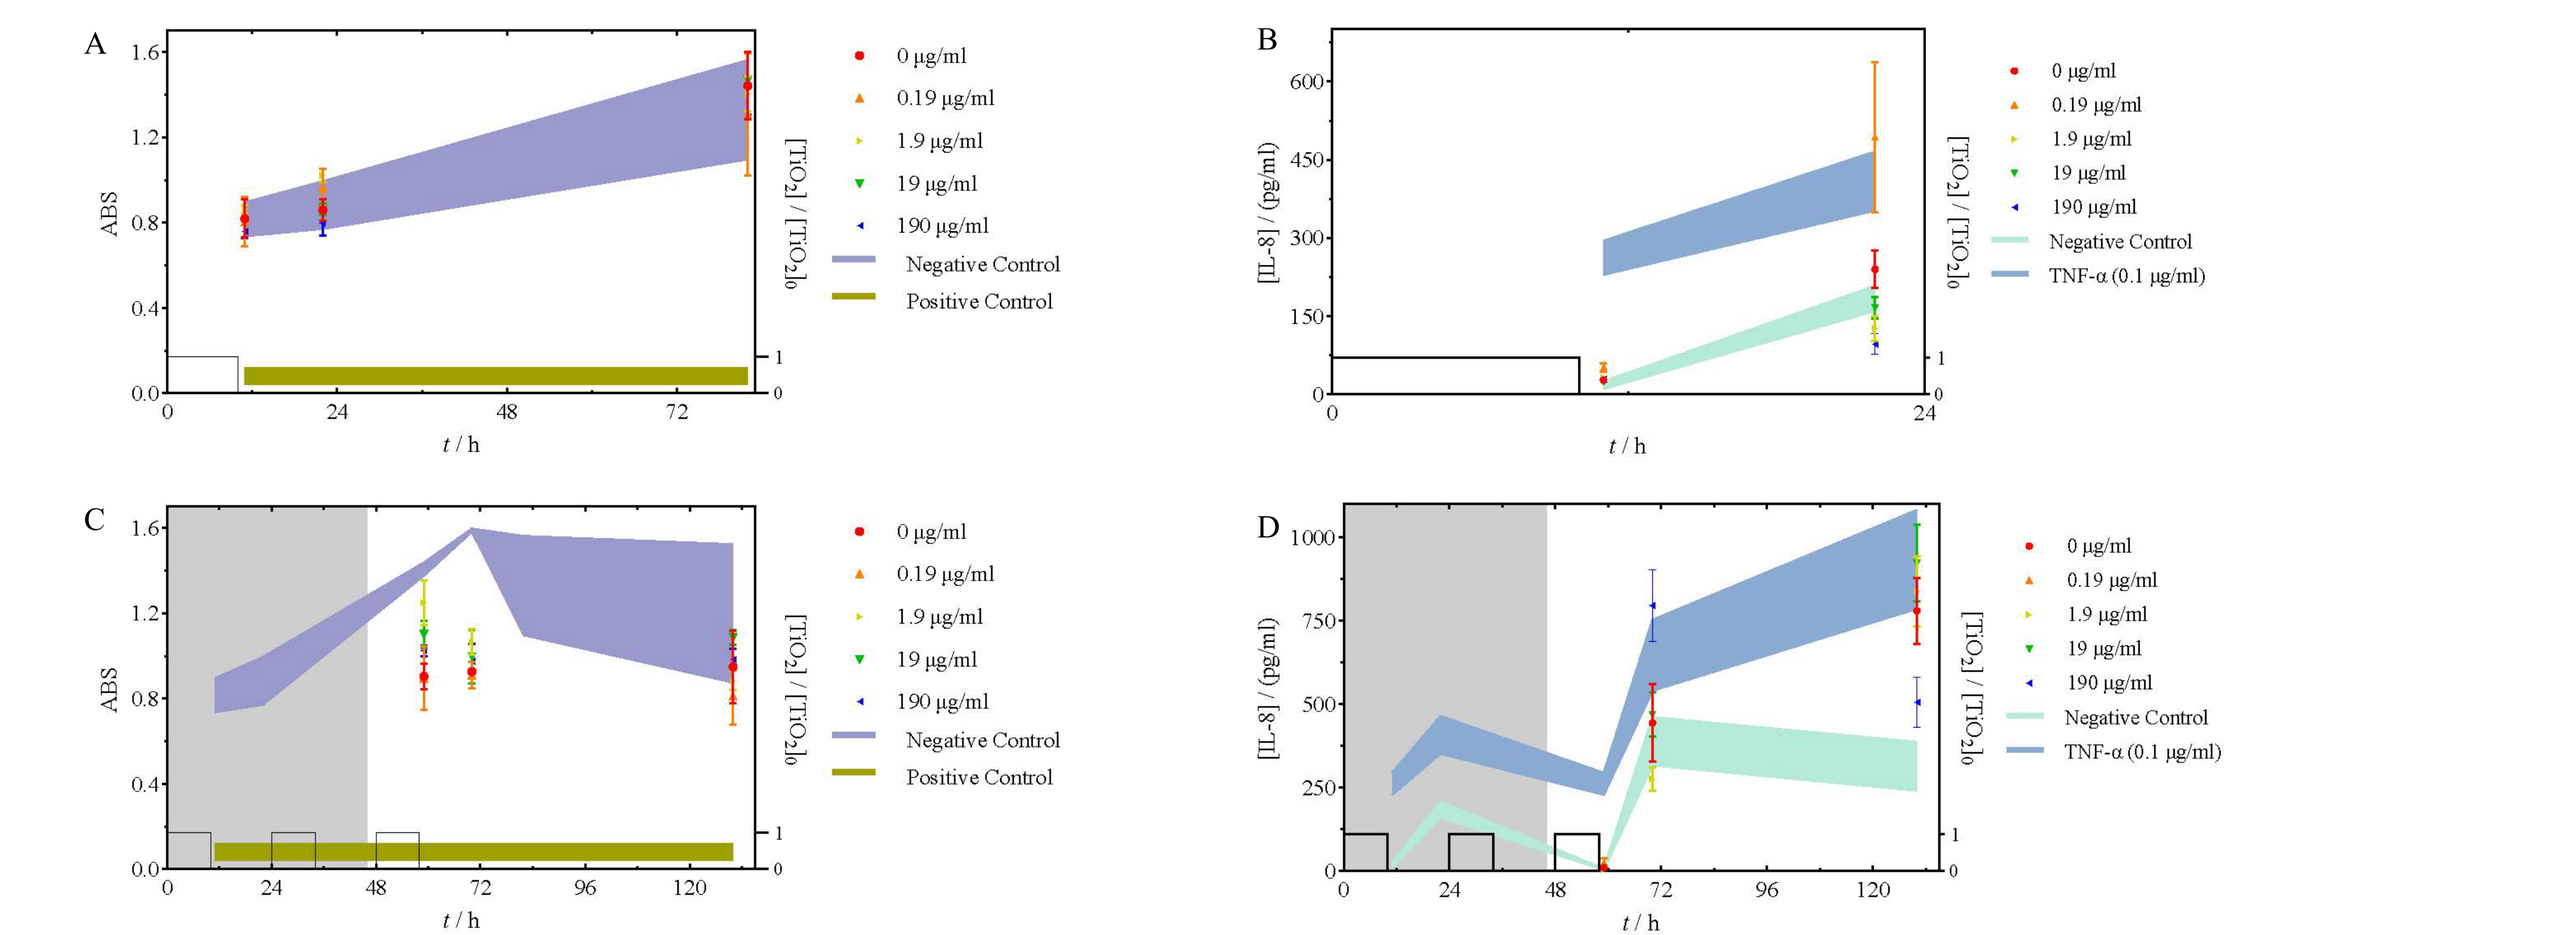 A
1.6
1.2
0.8
0.4
0.0
ABS
0
24
48
72
t / h
1
0
[TiO2] / [TiO2]0
0 μg/ml
0.19 μg/ml
1.9 μg/ml
19 μg/ml
190 μg/ml
Negative Control
Positive Control
B
600
450
300
150
0
[IL-8] / (pg/ml)
0
24
t / h
1
0
[TiO2] / [TiO2]0
0 μg/ml
0.19 μg/ml
1.9 μg/ml
19 μg/ml
190 μg/ml
Negative Control
TNF-α (0.1 μg/ml)
C
1.6
1.2
0.8
0.4
0.0
ABS
0
24
48
72
96
120
t / h
1
0
[TiO2] / [TiO2]0
0 μg/ml
0.19 μg/ml
1.9 μg/ml
19 μg/ml
190 μg/ml
Negative Control
Positive Control
D
1000
750
500
250
0
[IL-8] / (pg/ml)
0
24
48
72
96
120
t / h
1
0
[TiO2] / [TiO2]0
0 μg/ml
0.19 μg/ml
1.9 μg/ml
19 μg/ml
190 μg/ml
Negative Control
TNF-α (0.1 μg/ml)